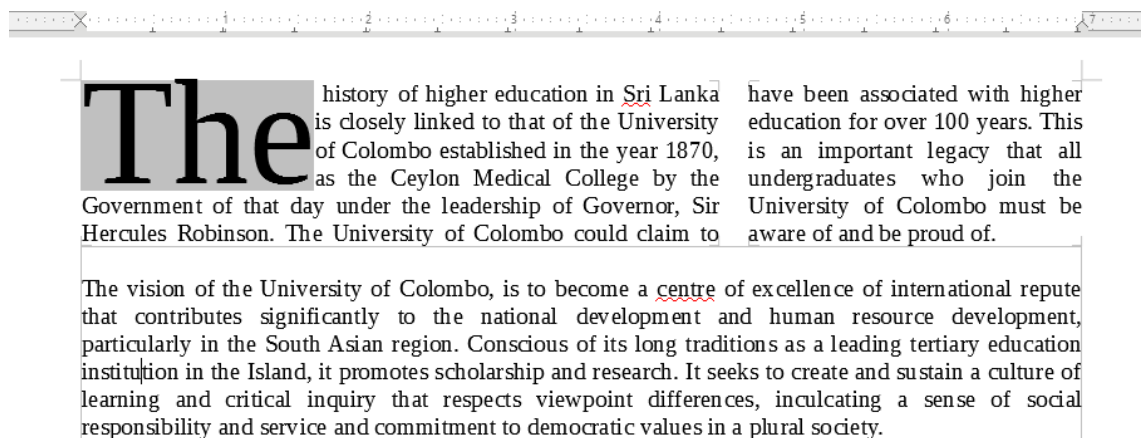 1 2 3 4 5 6 7
The history of higher education in Sri Lanka
is closely linked to that of the University
of Colombo established in the year 1870,
as the Ceylon Medical College by the
Government of that day under the leadership of Governor, Sir
Hercules Robinson. The University of Colombo could claim to
have been associated with higher
education for over 100 years. This
is an important legacy that all
undergraduates who join the
University of Colombo must be
aware of and be proud of.
The vision of the University of Colombo, is to become a centre of excellence of international repute
that contributes significantly to the national development and human resource development,
particularly in the South Asian region. Conscious of its long traditions as a leading tertiary education
institution in the Island, it promotes scholarship and research. It seeks to create and sustain a culture of
learning and critical inquiry that respects viewpoint differences, inculcating a sense of social
responsibility and service and commitment to democratic values in a plural society.